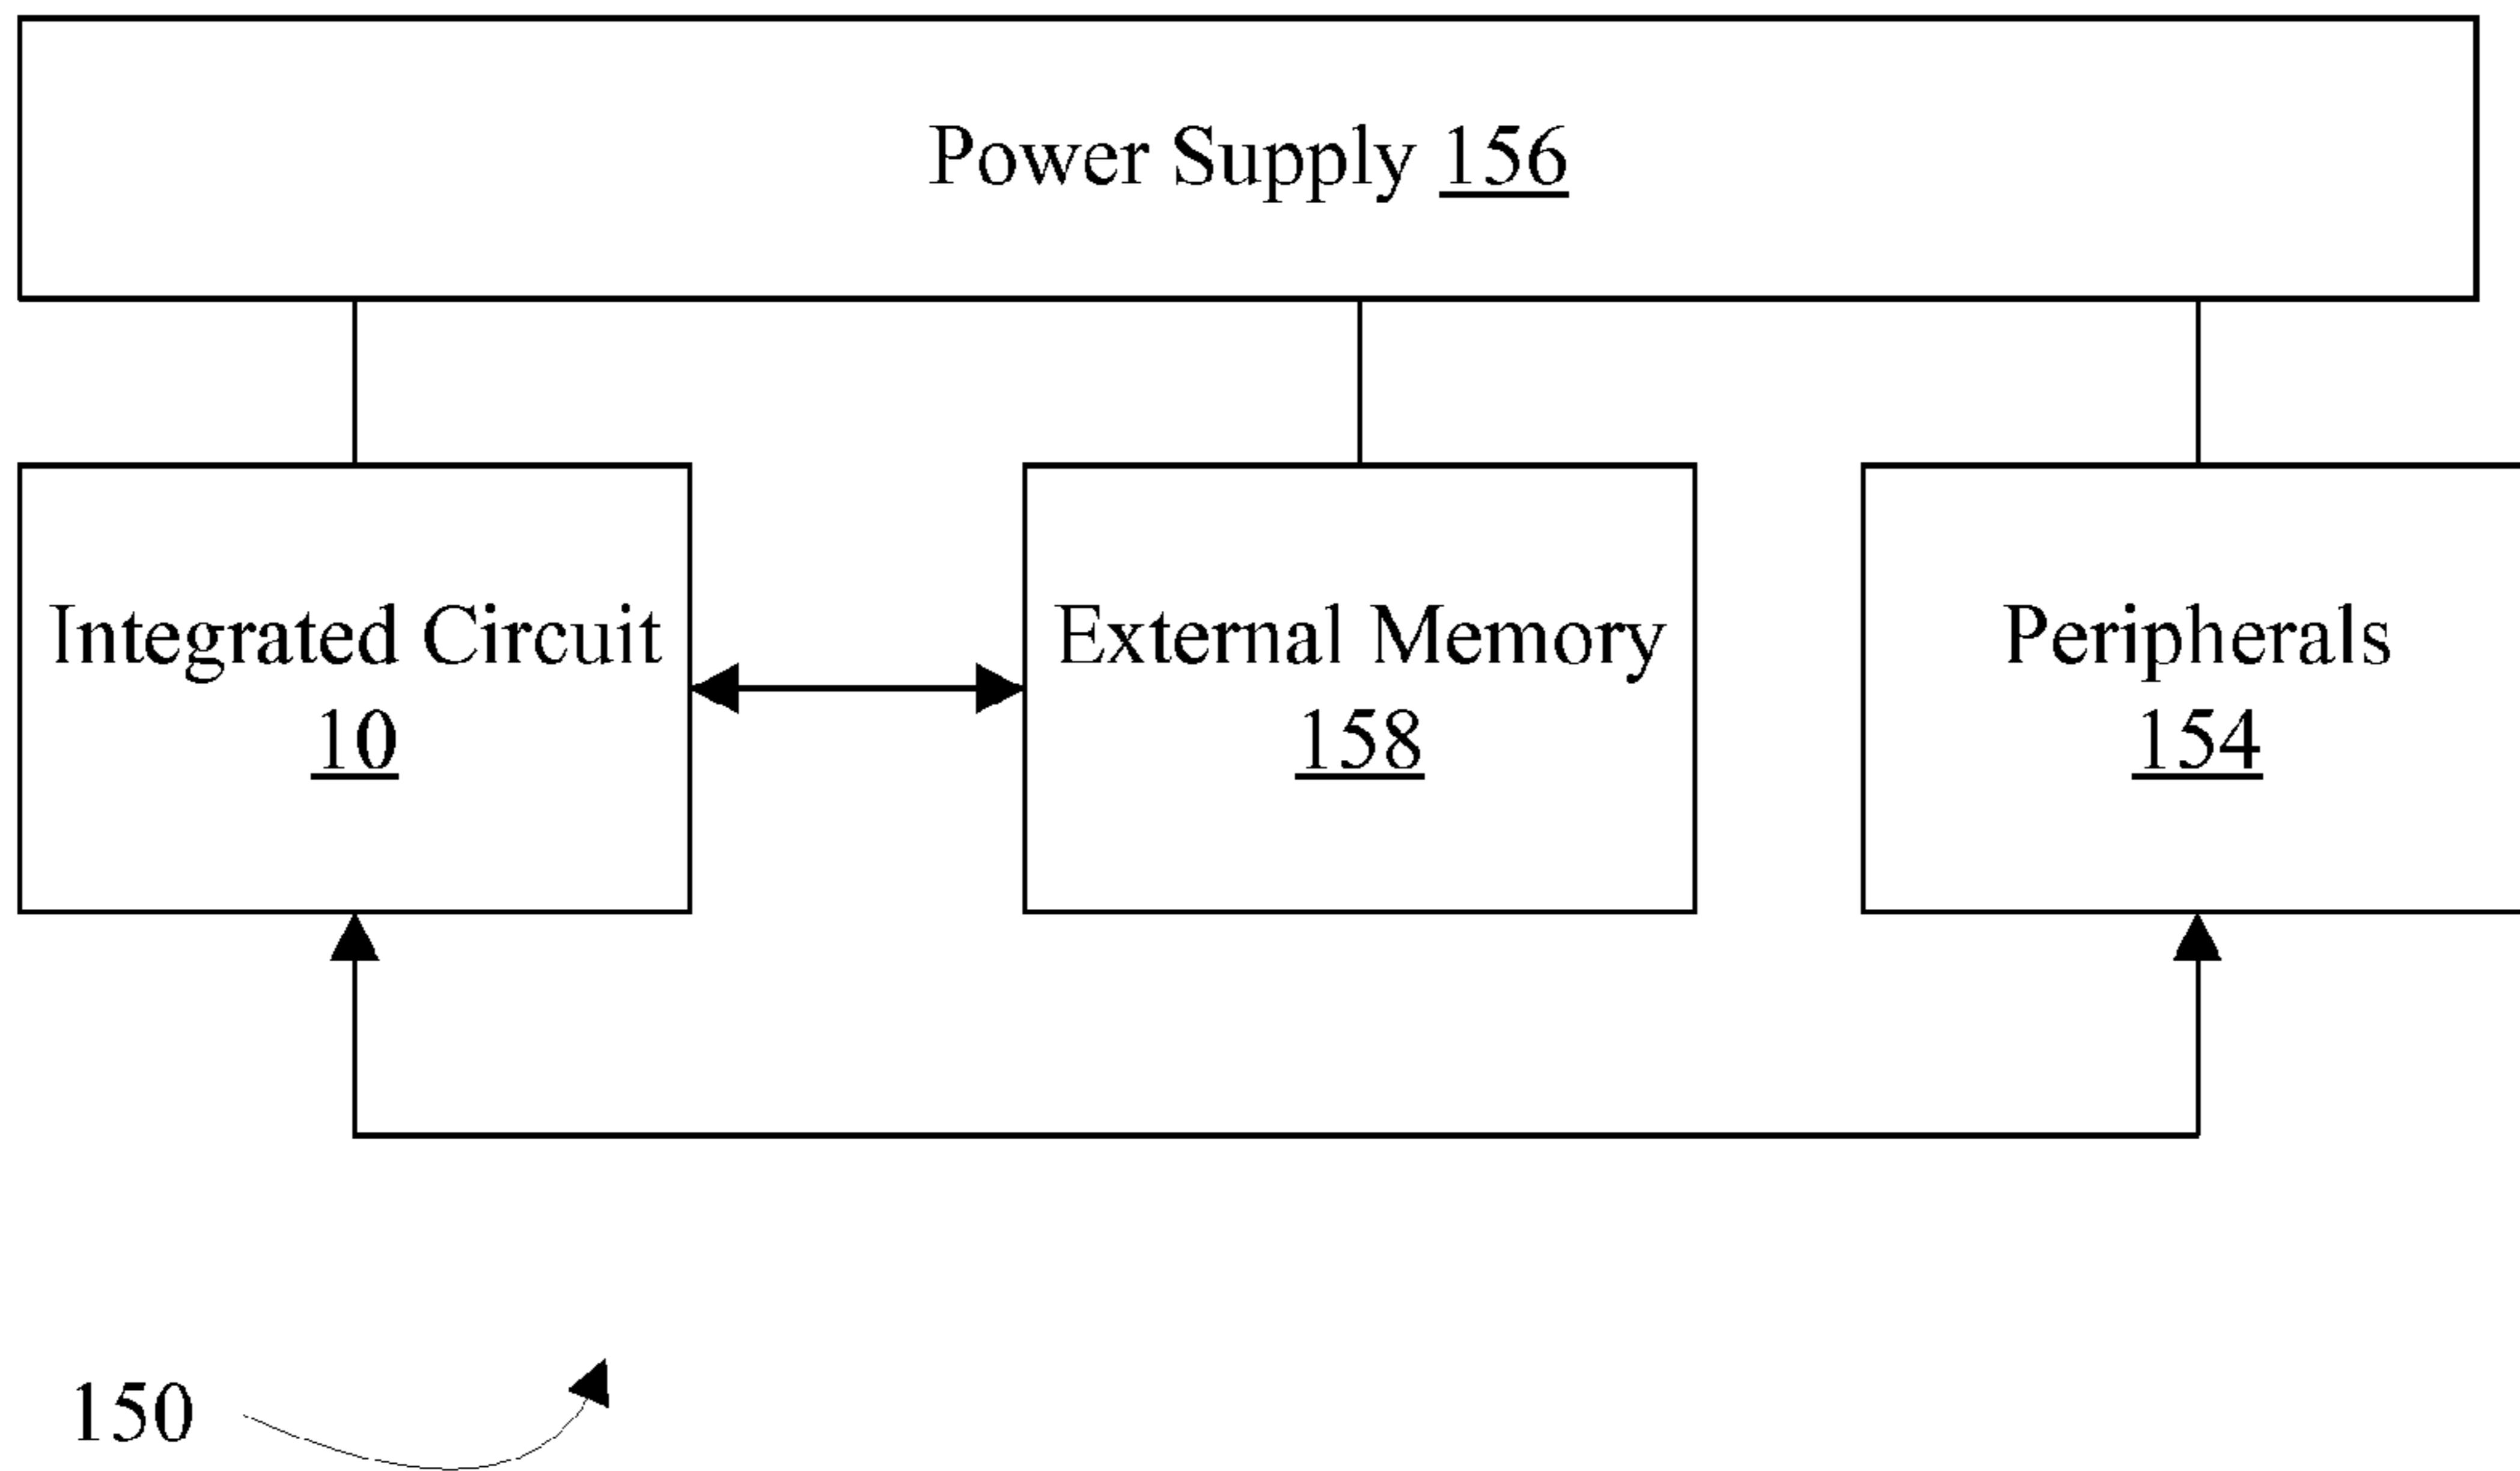 Power Supply 156
Integrated Circuit
10
External Memory
158
Peripherals
154
150